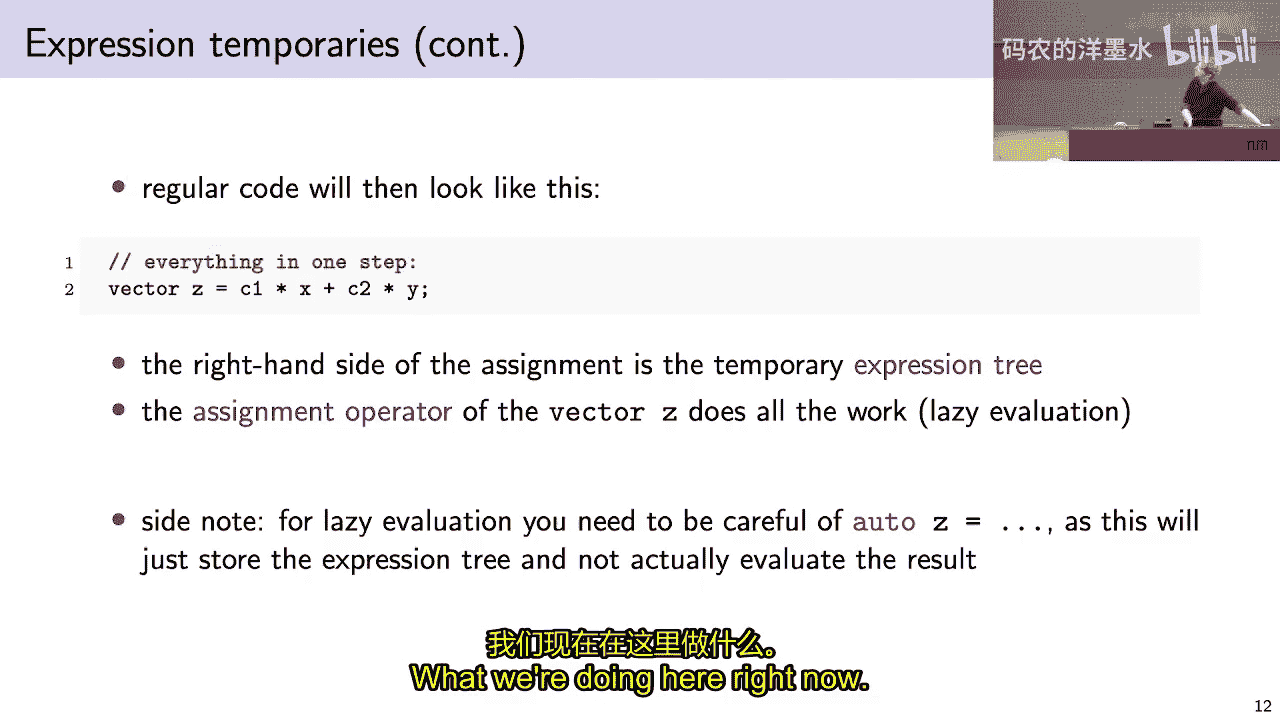 Expression temporaries (cont.)
码农的洋墨水 bilibili
nm
• regular code will then look like this:
1 // everything in one step:
2 vector z = c1 * x + c2 * y;
• the right-hand side of the assignment is the temporary expression tree
• the assignment operator of the vector z does all the work (lazy evaluation)
• side note: for lazy evaluation you need to be careful of auto z = ..., as this will
just store the expression tree and not actually evaluate the result
我们现在在这里做什么。
What we're doing here right now.
12